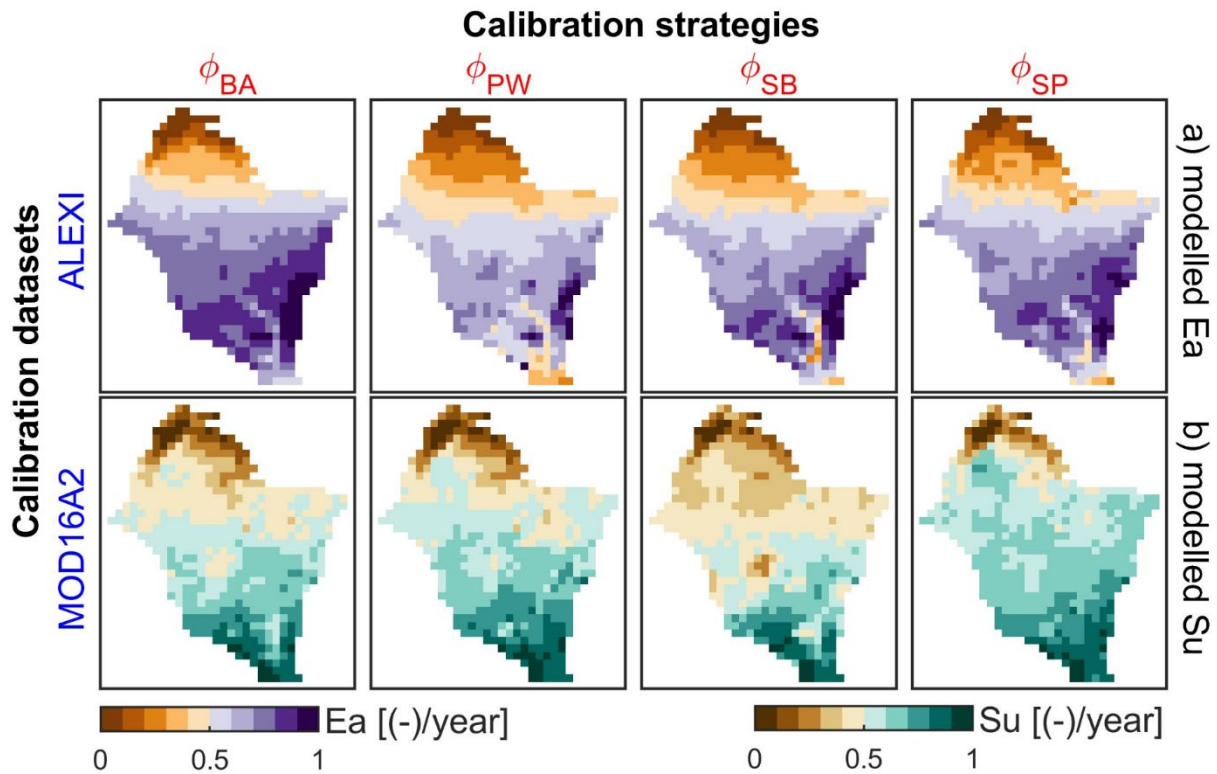 Calibration strategies
ϕBA ϕPW ϕSB ϕSP
Calibration datasets
ALEXI
a) modelled Ea
MOD16A2
b) modelled Su
Ea [(-)/year]
0 0.5 1
Su [(-)/year]
0 0.5 1